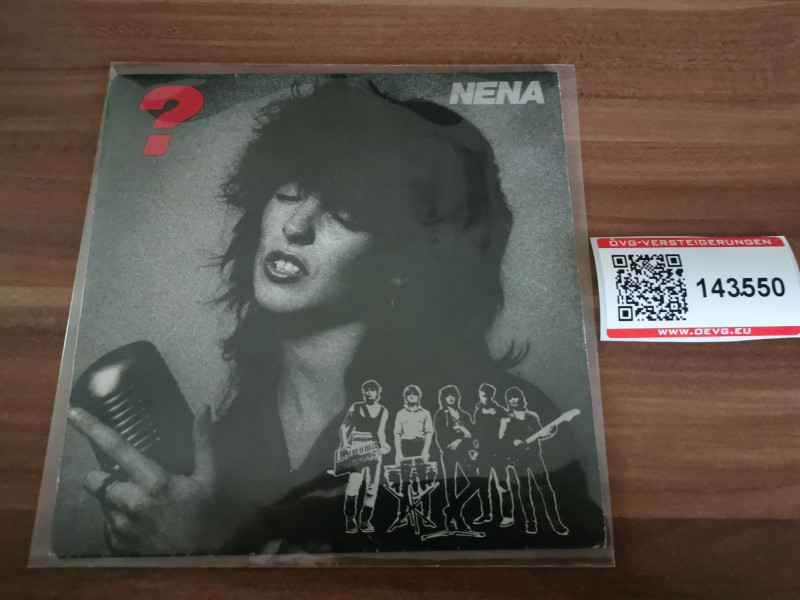 ?
NENA
ÖVG-VERSTEIGERUNGEN
143550
WWW.OEVG.EU